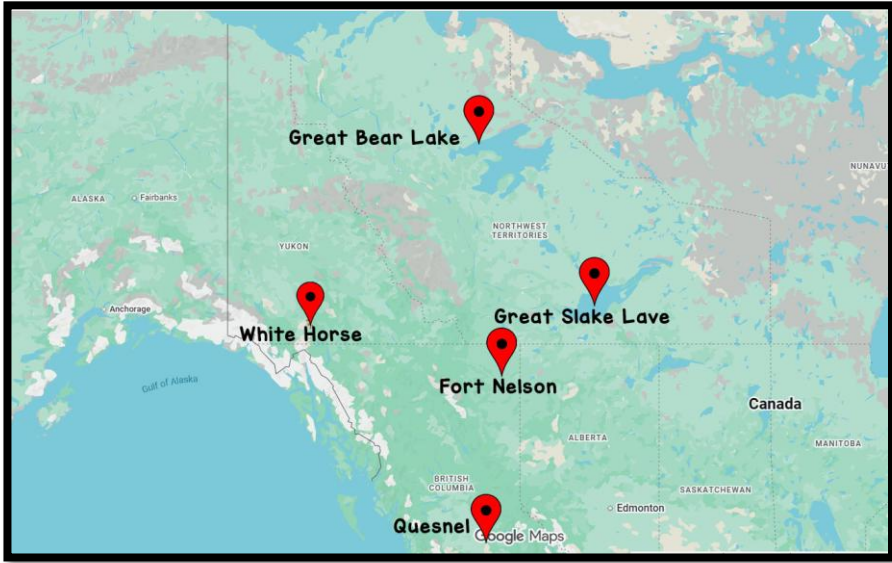 Great Bear Lake
NUNAVU
ALASKA
Fairbanks
NORTHWEST
TERRITORIES
YUKON
Anchorage
White Horse
Great Slake Lave
Gulf of Alaska
Fort Nelson
Canada
ALBERTA
MANITOBA
BRITISH
COLUMBIA
SASKATCHEWAN
Edmonton
Quesnel
Google Maps